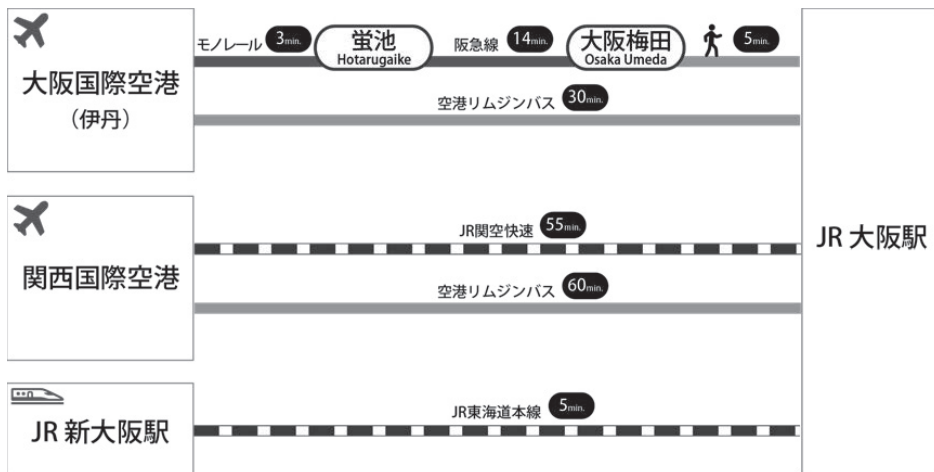 大阪国際空港
（伊丹）
モノレール 3min.
蛍池
Hotarugaike
阪急線 14min.
大阪梅田
Osaka Umeda
5min.
空港リムジンバス 30min.
関西国際空港
JR関空快速 55min.
空港リムジンバス 60min.
JR 新大阪駅
JR東海道本線 5min.
JR 大阪駅